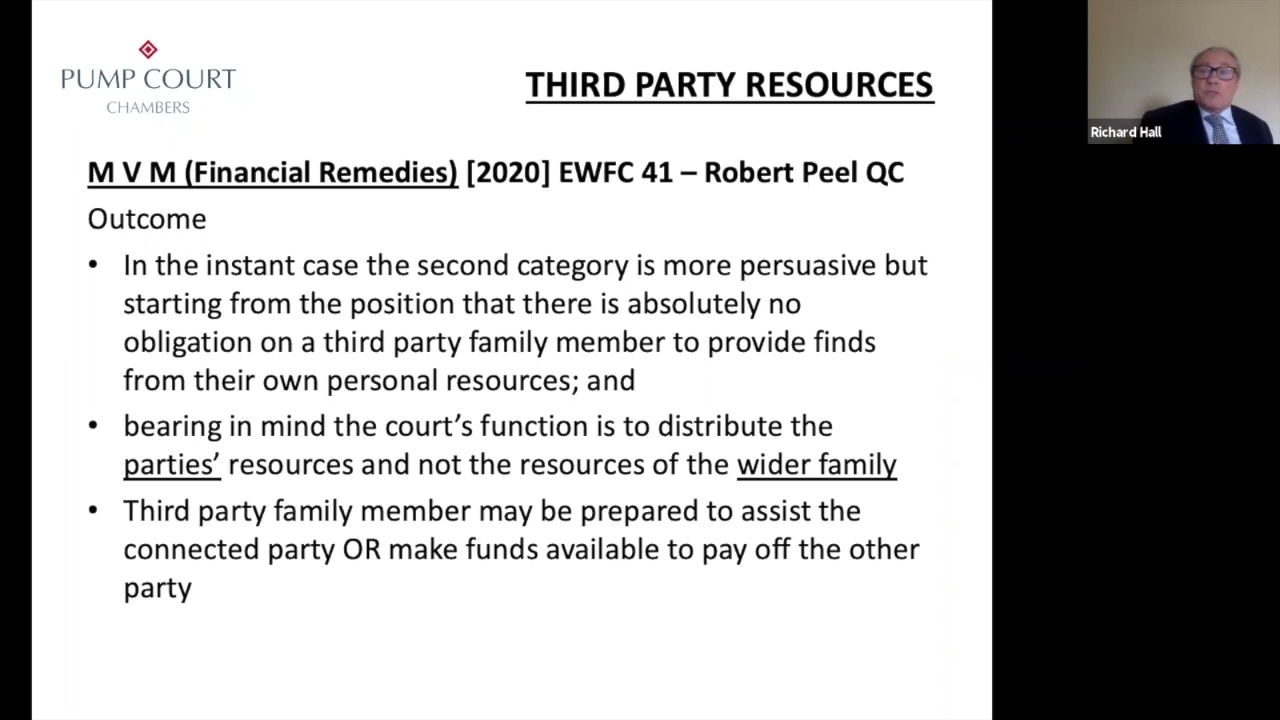 PUMP COURT
CHAMBERS
THIRD PARTY RESOURCES
M V M (Financial Remedies) [2020] EWFC 41 – Robert Peel QC
Outcome
• In the instant case the second category is more persuasive but
starting from the position that there is absolutely no
obligation on a third party family member to provide finds
from their own personal resources; and
• bearing in mind the court’s function is to distribute the
parties’ resources and not the resources of the wider family
• Third party family member may be prepared to assist the
connected party OR make funds available to pay off the other
party
Richard Hall